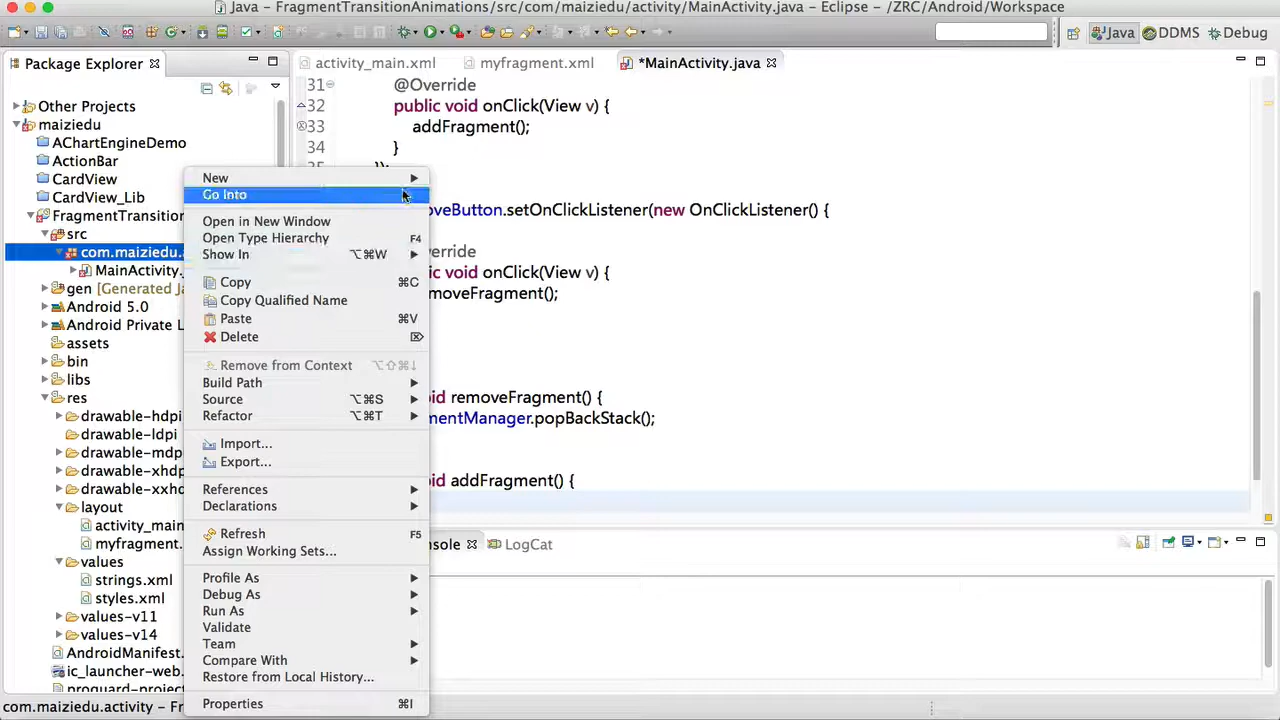 Java – FragmentTransitionAnimations/src/com/maiziedu/activity/MainActivity.java – Eclipse – /ZRC/Android/Workspace
Java DDMS Debug
Package Explorer
activity_main.xml myfragment.xml *MainActivity.java
Other Projects
maiziedu
AChartEngineDemo
ActionBar
CardView
CardView_Lib
FragmentTransition
src
com.maiziedu.a
MainActivity.
gen [Generated Ja
Android 5.0
Android Private L
assets
bin
libs
res
drawable-hdpi
drawable-ldpi
drawable-mdp
drawable-xhdp
drawable-xxhd
layout
activity_main
myfragment.
values
strings.xml
styles.xml
values-v11
values-v14
AndroidManifest.
ic_launcher-web.
proguard-project
New
Go Into
Open in New Window
Open Type Hierarchy F4
Show In ⌥⌘W
Copy ⌘C
Copy Qualified Name
Paste ⌘V
Delete ⌦
Remove from Context ⌥⇧⌘↓
Build Path
Source ⌥⌘S
Refactor ⌥⌘T
Import...
Export...
References
Declarations
Refresh F5
Assign Working Sets...
Profile As
Debug As
Run As
Validate
Team
Compare With
Restore from Local History...
Properties ⌘I
31 @Override
32 public void onClick(View v) {
33 addFragment();
34 }
35 });
oveButton.setOnClickListener(new OnClickListener() {
verride
ic void onClick(View v) {
moveFragment();
id removeFragment() {
mentManager.popBackStack();
id addFragment() {
nsole LogCat
com.maiziedu.activity – Fr